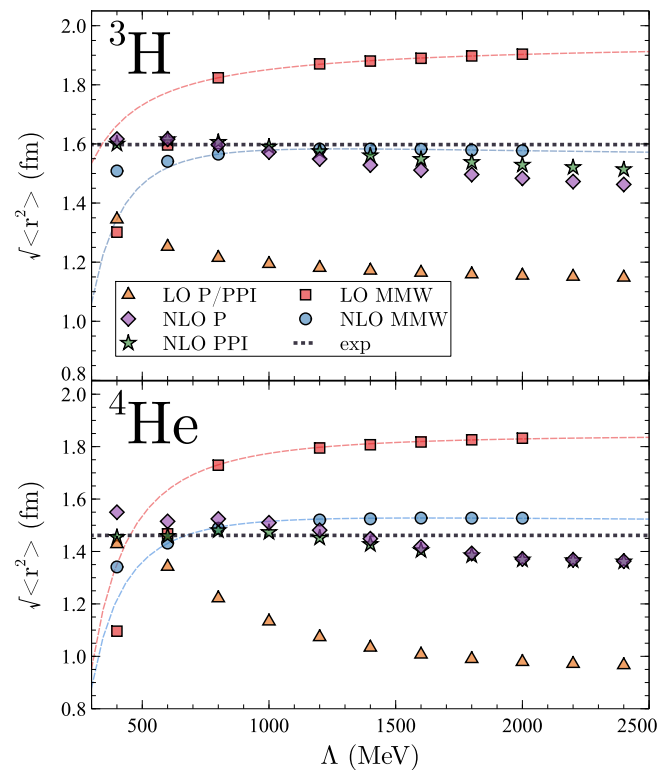 ³H
2.0
1.8
1.6
1.4
1.2
1.0
0.8
√<r²> (fm)
LO P/PPI
NLO P
NLO PPI
LO MMW
NLO MMW
exp
⁴He
2.0
1.8
1.6
1.4
1.2
1.0
0.8
√<r²> (fm)
500 1000 1500 2000 2500
Λ (MeV)